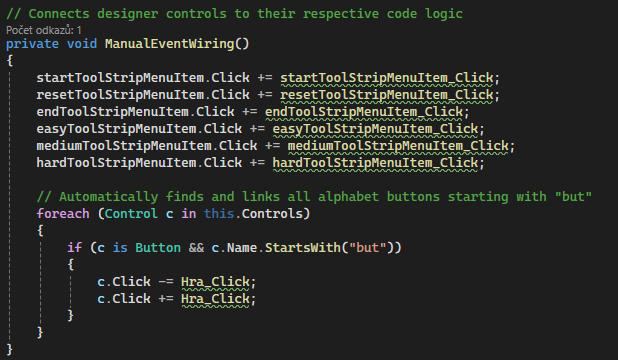 // Connects designer controls to their respective code logic
Počet odkazů: 1
private void ManualEventWiring()
{
startToolStripMenuItem.Click += startToolStripMenuItem_Click;
resetToolStripMenuItem.Click += resetToolStripMenuItem_Click;
endToolStripMenuItem.Click += endToolStripMenuItem_Click;
easyToolStripMenuItem.Click += easyToolStripMenuItem_Click;
mediumToolStripMenuItem.Click += mediumToolStripMenuItem_Click;
hardToolStripMenuItem.Click += hardToolStripMenuItem_Click;
// Automatically finds and links all alphabet buttons starting with "but"
foreach (Control c in this.Controls)
{
if (c is Button && c.Name.StartsWith("but"))
{
c.Click -= Hra_Click;
c.Click += Hra_Click;
}
}
}